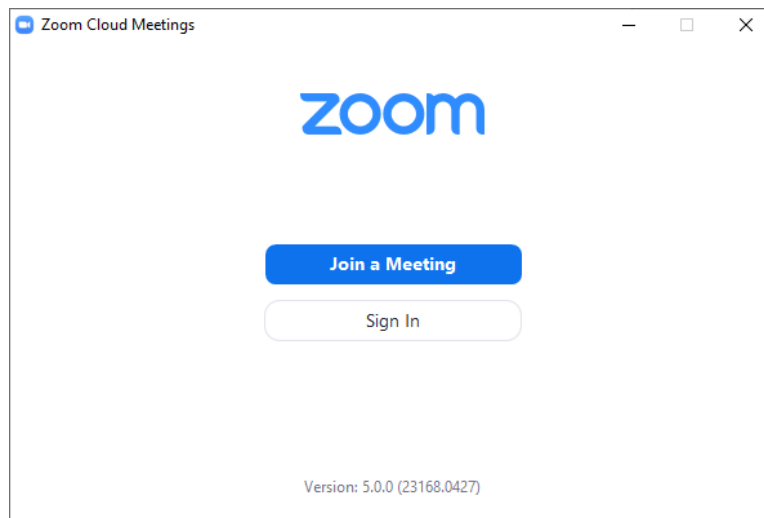 Zoom Cloud Meetings
zoom
Join a Meeting
Sign In
Version: 5.0.0 (23168.0427)